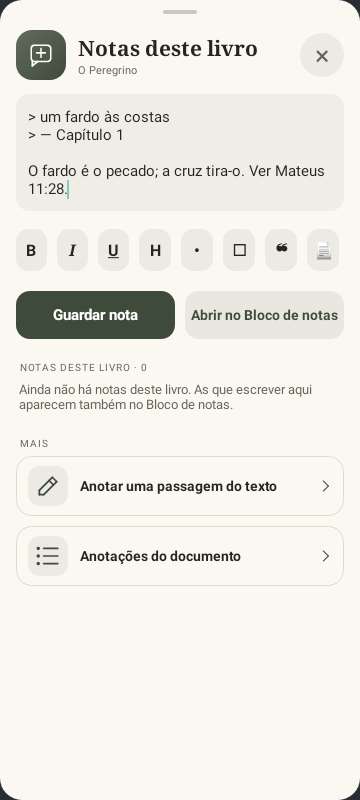 Notas deste livro
O Peregrino
> um fardo às costas
> — Capítulo 1
O fardo é o pecado; a cruz tira-o. Ver Mateus
11:28.
B I U H • ☐ ❝
Guardar nota
Abrir no Bloco de notas
NOTAS DESTE LIVRO · 0
Ainda não há notas deste livro. As que escrever aqui
aparecem também no Bloco de notas.
MAIS
Anotar uma passagem do texto
Anotações do documento